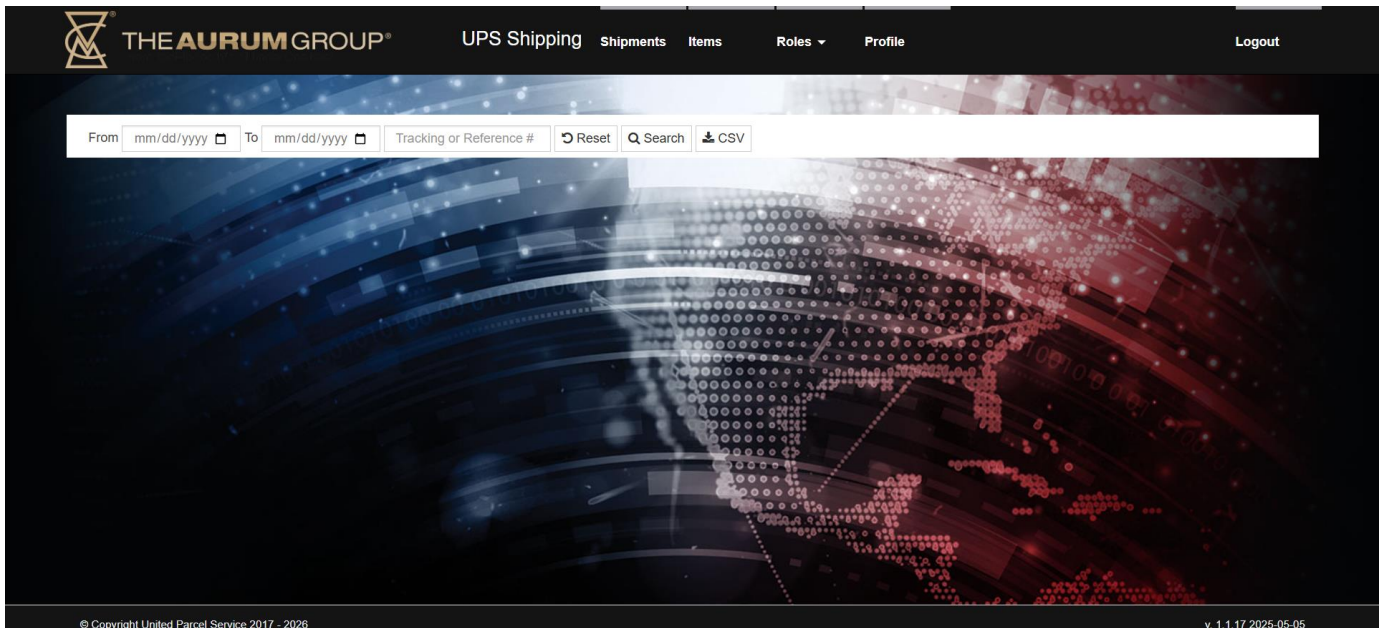 THE AURUM GROUP®
UPS Shipping Shipments Items Roles Profile Logout
From mm/dd/yyyy To mm/dd/yyyy Tracking or Reference # Reset Search CSV
© Copyright United Parcel Service 2017 - 2026 v. 1.1.17 2025-05-05